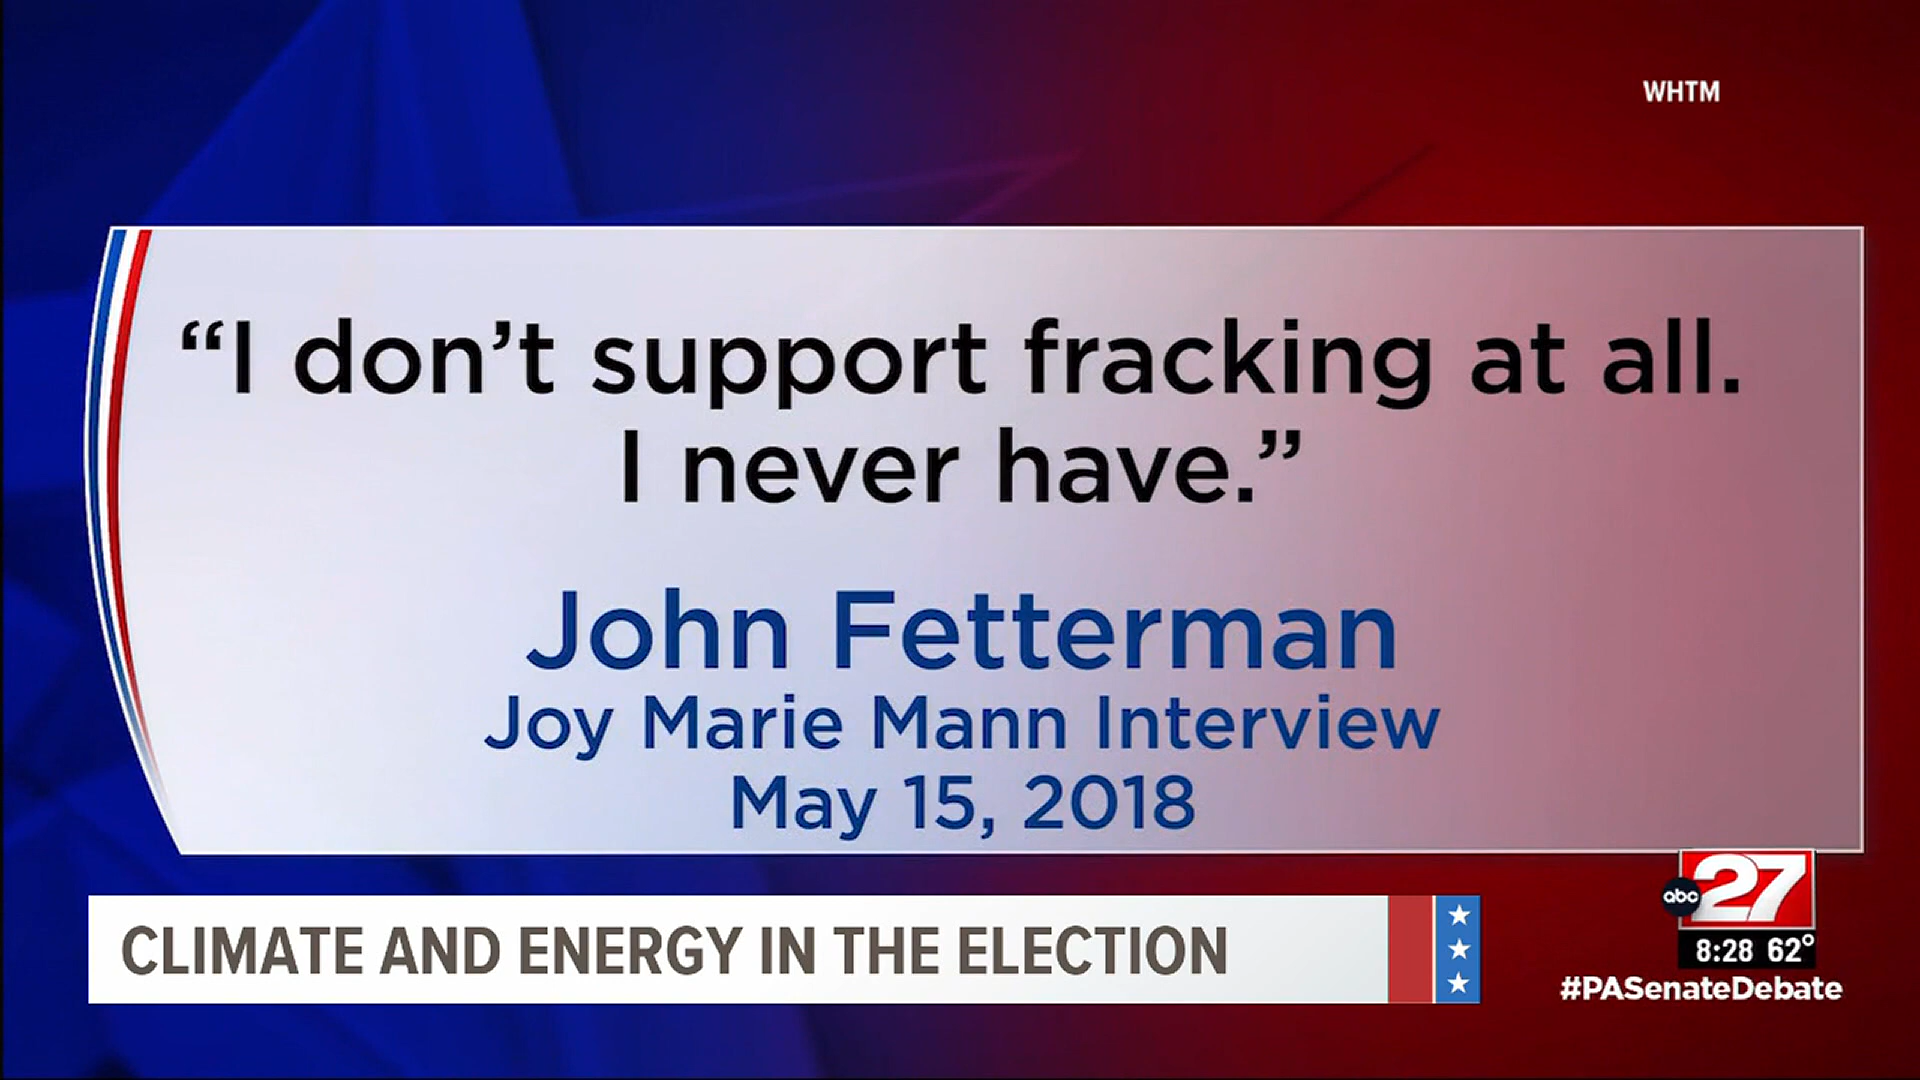 WHTM
“I don’t support fracking at all.
I never have.”
John Fetterman
Joy Marie Mann Interview
May 15, 2018
CLIMATE AND ENERGY IN THE ELECTION
abc 27
8:28 62°
#PASenateDebate